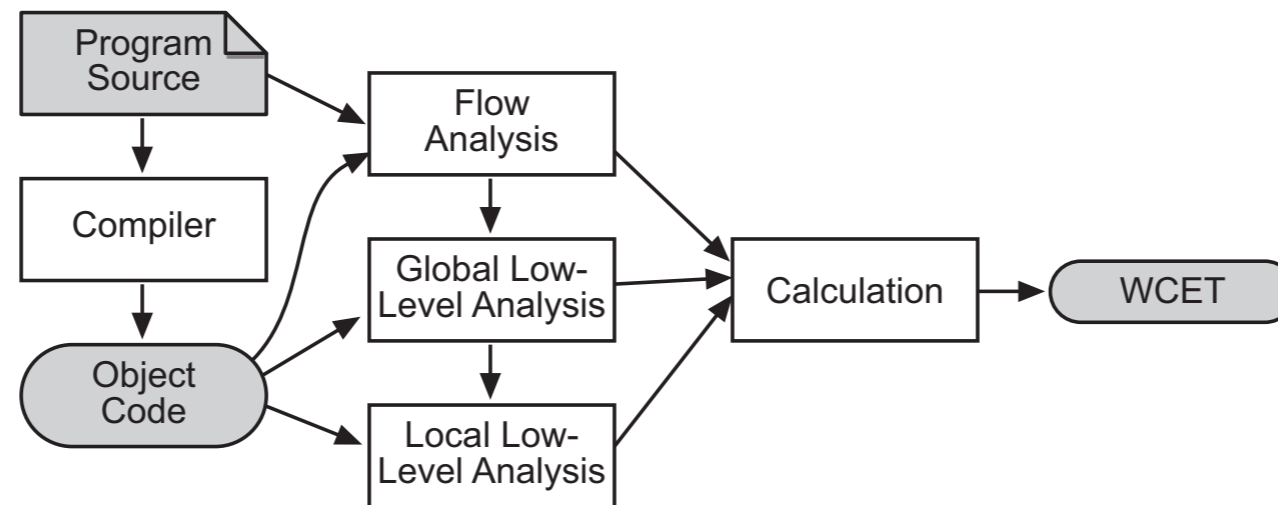 Program
Source
Flow
Analysis
Compiler
Global Low-
Level Analysis
Calculation
WCET
Object
Code
Local Low-
Level Analysis